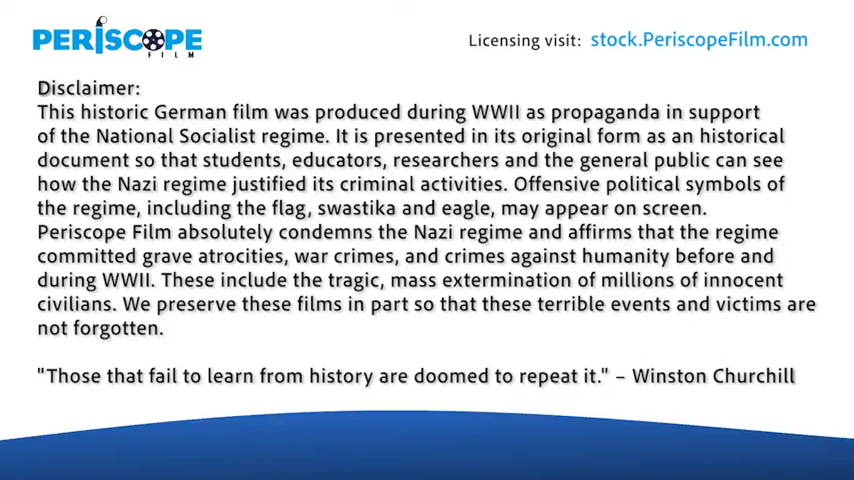 PERISCOPE
FILM
Licensing visit: stock.PeriscopeFilm.com
Disclaimer:
This historic German film was produced during WWII as propaganda in support
of the National Socialist regime. It is presented in its original form as an historical
document so that students, educators, researchers and the general public can see
how the Nazi regime justified its criminal activities. Offensive political symbols of
the regime, including the flag, swastika and eagle, may appear on screen.
Periscope Film absolutely condemns the Nazi regime and affirms that the regime
committed grave atrocities, war crimes, and crimes against humanity before and
during WWII. These include the tragic, mass extermination of millions of innocent
civilians. We preserve these films in part so that these terrible events and victims are
not forgotten.
"Those that fail to learn from history are doomed to repeat it." – Winston Churchill